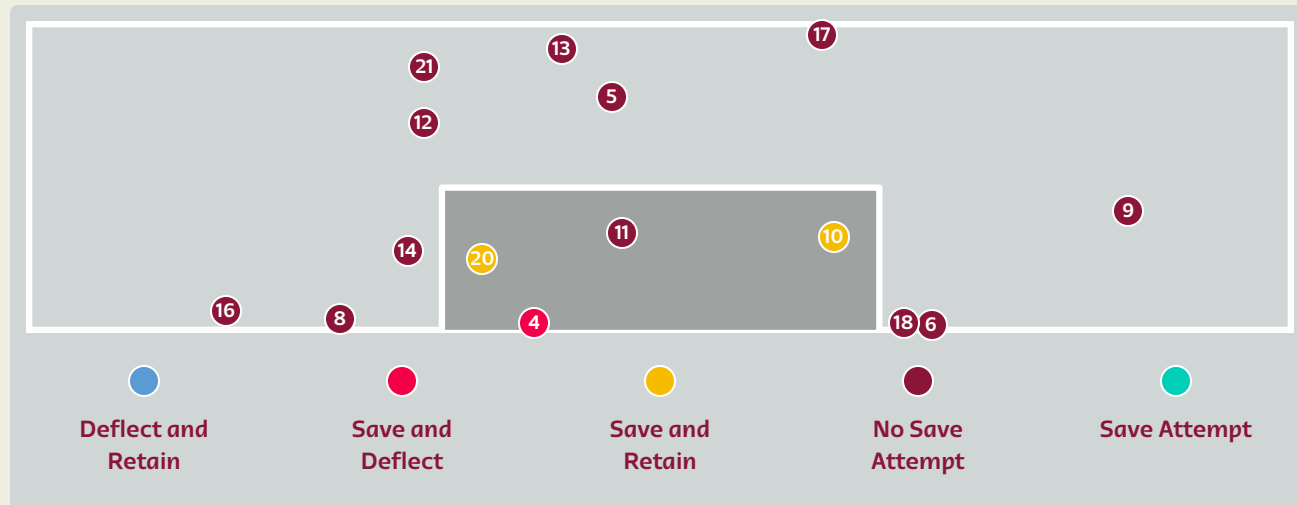 17
13
21
5
12
9
11
10
14
20
16
8
4
18
6
Deflect and
Retain
Save and
Deflect
Save and
Retain
No Save
Attempt
Save Attempt